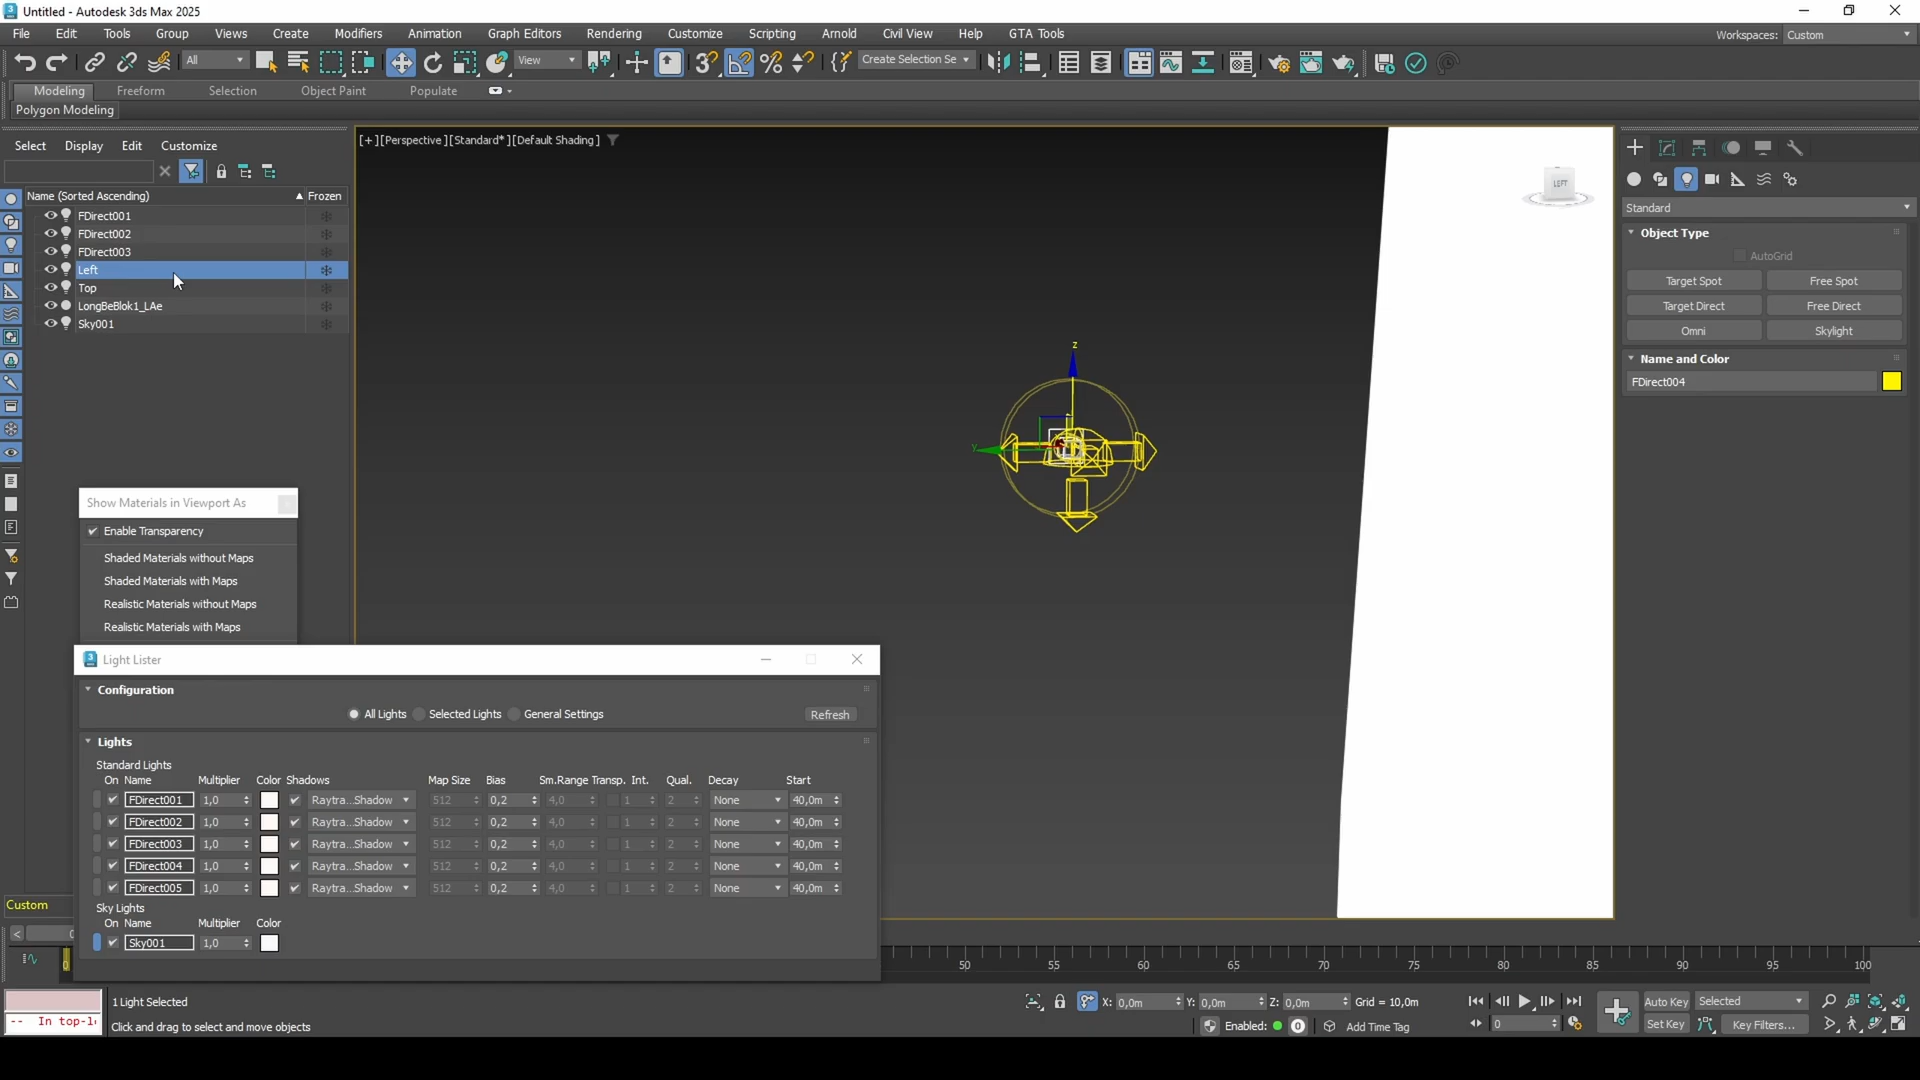 Untitled - Autodesk 3ds Max 2025
File Edit Tools Group Views Create Modifiers Animation Graph Editors Rendering Customize Scripting Arnold Civil View Help GTA Tools
Workspaces: Custom
All View Create Selection Se
Modeling Freeform Selection Object Paint Populate
Polygon Modeling
Select Display Edit Customize
Name (Sorted Ascending) Frozen
FDirect001
FDirect002
FDirect003
Left
Top
LongBeBlok1_LAe
Sky001
[+][Perspective][Standard*][Default Shading]
LEFT
z
y
Standard
Object Type
AutoGrid
Target Spot Free Spot
Target Direct Free Direct
Omni Skylight
Name and Color
FDirect004
Show Materials in Viewport As
Enable Transparency
Shaded Materials without Maps
Shaded Materials with Maps
Realistic Materials without Maps
Realistic Materials with Maps
Light Lister
Configuration
All Lights Selected Lights General Settings Refresh
Lights
Standard Lights
On Name Multiplier Color Shadows Map Size Bias Sm.Range Transp. Int. Qual. Decay Start
FDirect001 1,0 Raytra...Shadow 512 0,2 4,0 1 2 None 40,0m
FDirect002 1,0 Raytra...Shadow 512 0,2 4,0 1 2 None 40,0m
FDirect003 1,0 Raytra...Shadow 512 0,2 4,0 1 2 None 40,0m
FDirect004 1,0 Raytra...Shadow 512 0,2 4,0 1 2 None 40,0m
FDirect005 1,0 Raytra...Shadow 512 0,2 4,0 1 2 None 40,0m
Sky Lights
On Name Multiplier Color
Sky001 1,0
Custom
< 0
0 50 55 60 65 70 75 80 85 90 95 100
1 Light Selected
X: 0,0m Y: 0,0m Z: 0,0m Grid = 10,0m
Auto Key Selected
-- In top-l
Click and drag to select and move objects
Enabled: 0 Add Time Tag
0
Set Key Key Filters...